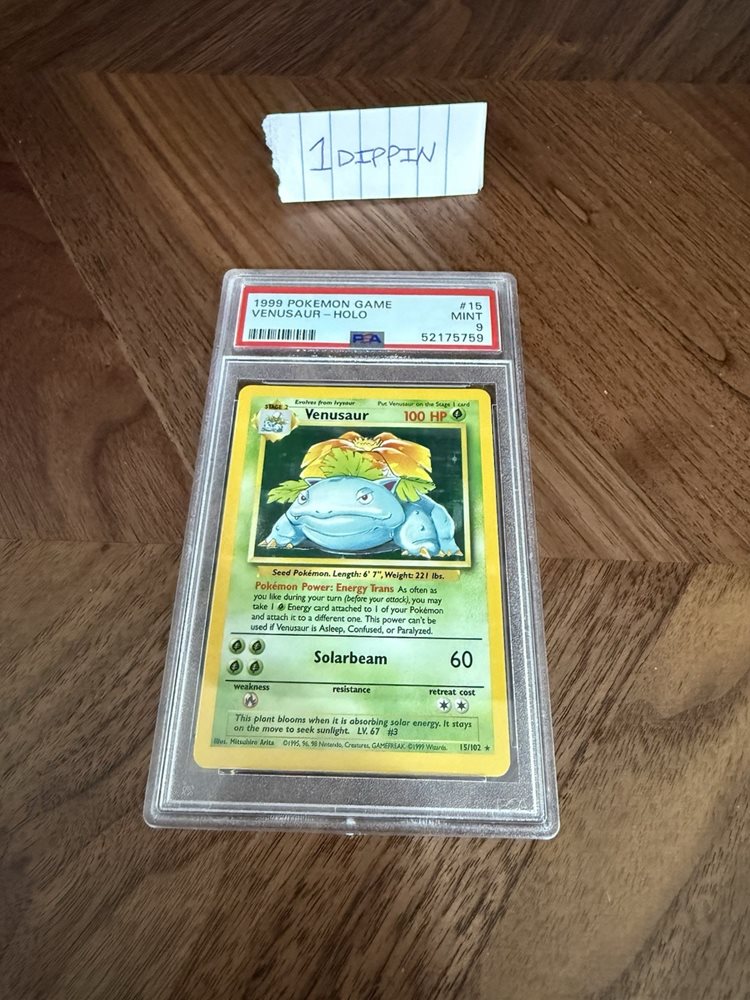 1 DIPPIN
1999 POKEMON GAME #15
VENUSAUR - HOLO MINT
9
PSA 52175759
STAGE 2 Evolves from Ivysaur Put Venusaur on the Stage 1 card
Venusaur 100 HP
Seed Pokémon. Length: 6' 7", Weight: 221 lbs.
Pokémon Power: Energy Trans As often as
you like during your turn (before your attack), you may
take 1 Energy card attached to 1 of your Pokémon
and attach it to a different one. This power can't be
used if Venusaur is Asleep, Confused, or Paralyzed.
Solarbeam 60
weakness resistance retreat cost
This plant blooms when it is absorbing solar energy. It stays
on the move to seek sunlight. LV. 67 #3
Illus. Mitsuhiro Arita ©1995, 96, 98 Nintendo, Creatures, GAMEFREAK. ©1999 Wizards. 15/102 ★